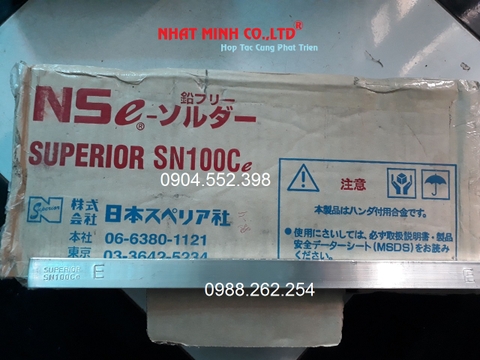 NHAT MINH CO.,LTD®
Hop Tac Cung Phat Trien
鉛フリー
NSe®-ソルダー
SUPERIOR SN100Ce
0904.552.398
注意
株式会社 日本スペリア社
本製品はハンダ付用合金です。
本社 06-6380-1121
東京 03-3642-5234
●使用にさいしては、必ず取扱説明書・製品
安全データーシート(MSDS)をお読み
ください。
SUPERIOR E
SN100Ce
E
0988.262.254